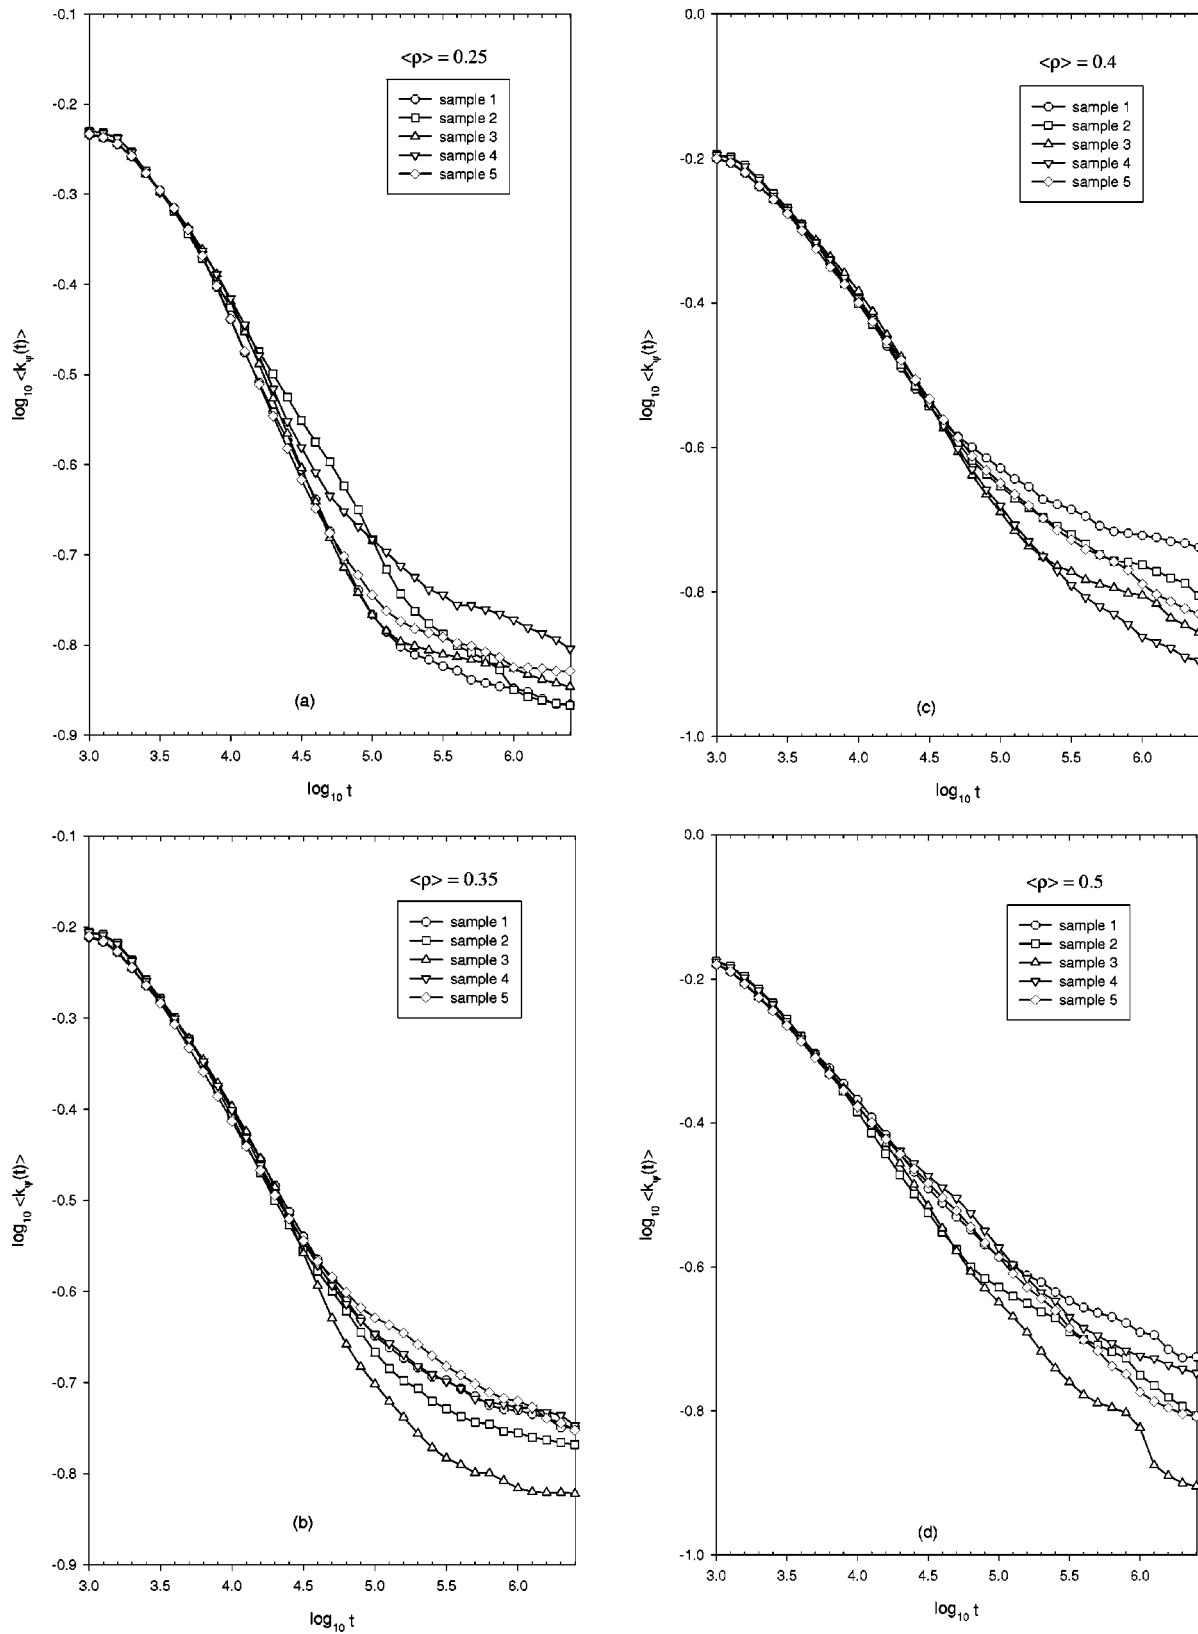 <ρ> = 0.25
sample 1
sample 2
sample 3
sample 4
sample 5
-0.1
-0.2
-0.3
-0.4
-0.5
-0.6
-0.7
-0.8
-0.9
log10 <kψ(t)>
(a)
3.0 3.5 4.0 4.5 5.0 5.5 6.0
log10 t
<ρ> = 0.35
sample 1
sample 2
sample 3
sample 4
sample 5
-0.1
-0.2
-0.3
-0.4
-0.5
-0.6
-0.7
-0.8
-0.9
log10 <kψ(t)>
(b)
3.0 3.5 4.0 4.5 5.0 5.5 6.0
log10 t
<ρ> = 0.4
sample 1
sample 2
sample 3
sample 4
sample 5
0.0
-0.2
-0.4
-0.6
-0.8
-1.0
log10 <kψ(t)>
(c)
3.0 3.5 4.0 4.5 5.0 5.5 6.0
log10 t
<ρ> = 0.5
sample 1
sample 2
sample 3
sample 4
sample 5
0.0
-0.2
-0.4
-0.6
-0.8
-1.0
log10 <kψ(t)>
(d)
3.0 3.5 4.0 4.5 5.0 5.5 6.0
log10 t